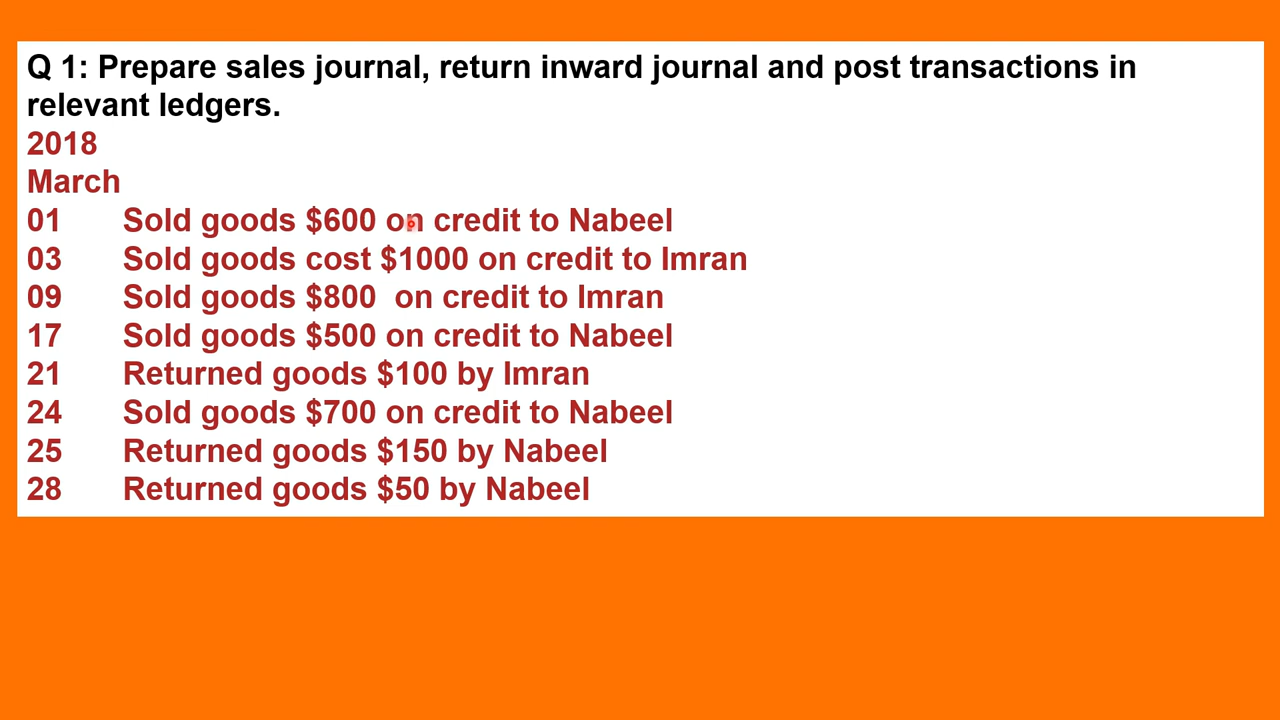 Q 1: Prepare sales journal, return inward journal and post transactions in
relevant ledgers.
2018
March
01 Sold goods $600 on credit to Nabeel
03 Sold goods cost $1000 on credit to Imran
09 Sold goods $800 on credit to Imran
17 Sold goods $500 on credit to Nabeel
21 Returned goods $100 by Imran
24 Sold goods $700 on credit to Nabeel
25 Returned goods $150 by Nabeel
28 Returned goods $50 by Nabeel